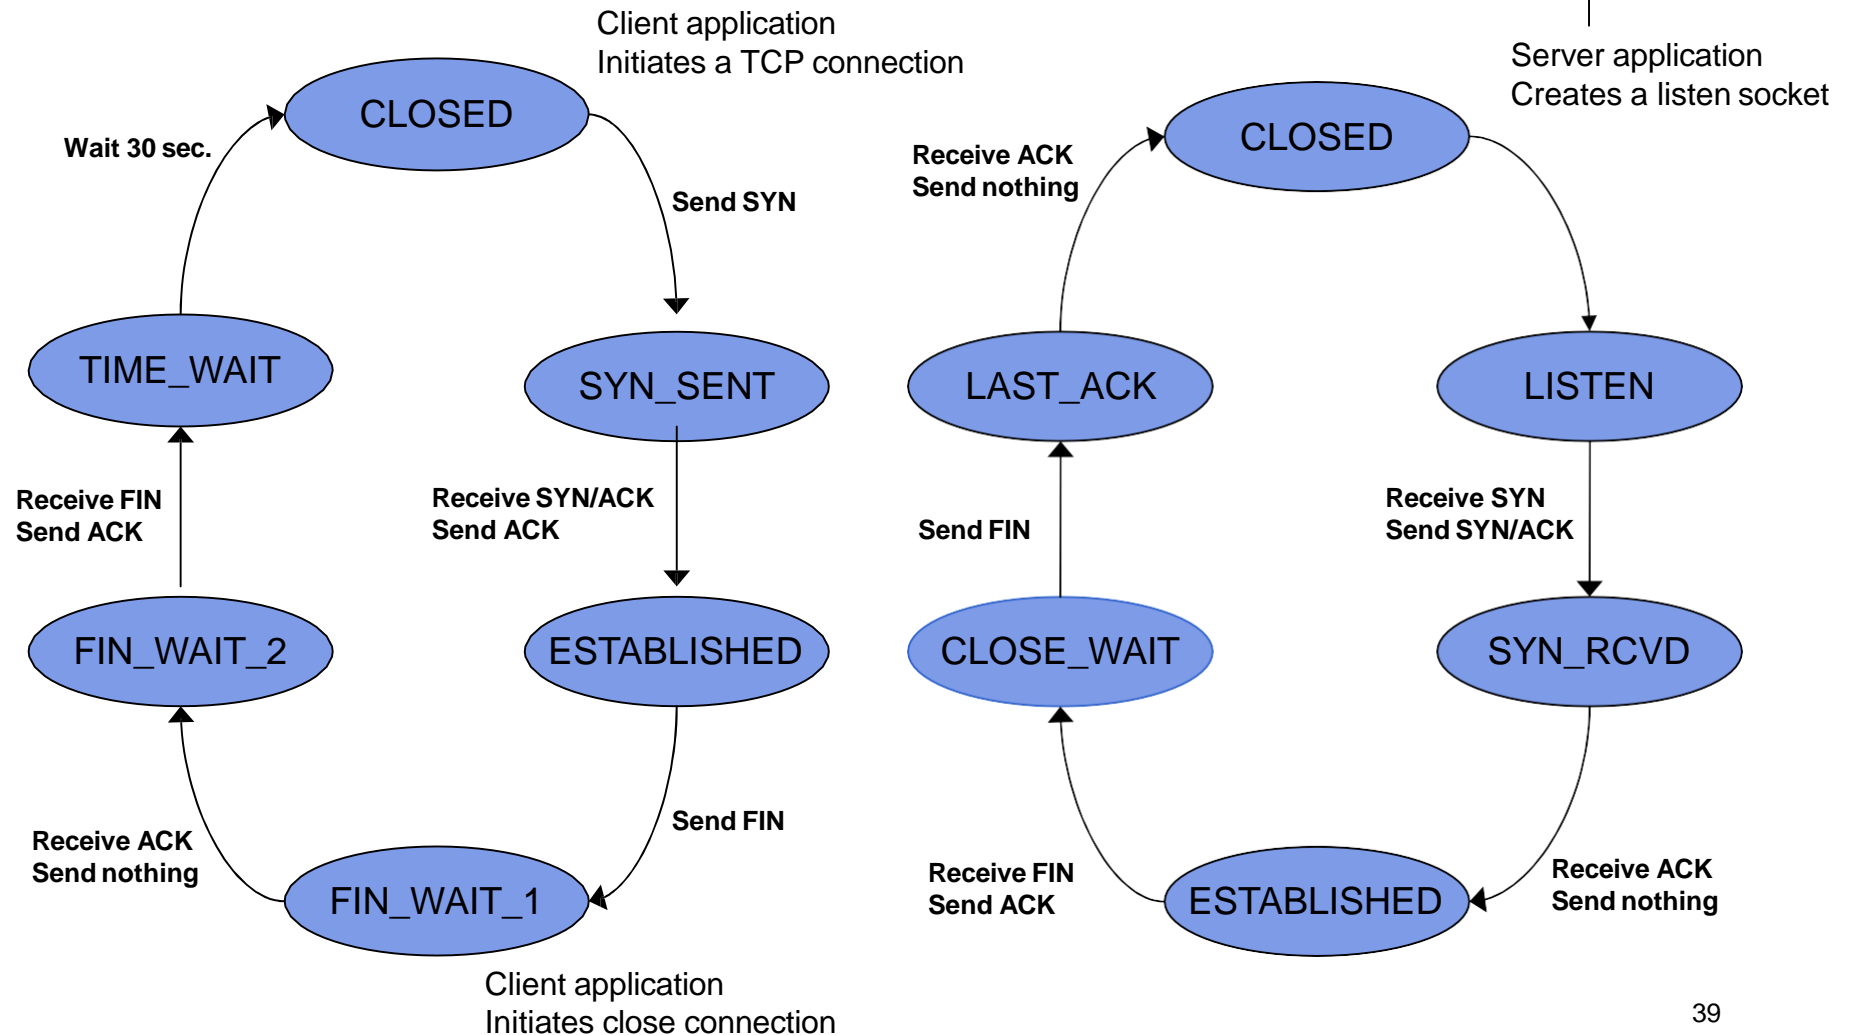 Client application
Initiates a TCP connection
CLOSED
Wait 30 sec.
Send SYN
TIME_WAIT
SYN_SENT
Receive FIN
Send ACK
Receive SYN/ACK
Send ACK
FIN_WAIT_2
ESTABLISHED
Receive ACK
Send nothing
Send FIN
FIN_WAIT_1
Client application
Initiates close connection
Server application
Creates a listen socket
CLOSED
Receive ACK
Send nothing
LAST_ACK
LISTEN
Send FIN
Receive SYN
Send SYN/ACK
CLOSE_WAIT
SYN_RCVD
Receive FIN
Send ACK
ESTABLISHED
Receive ACK
Send nothing
39